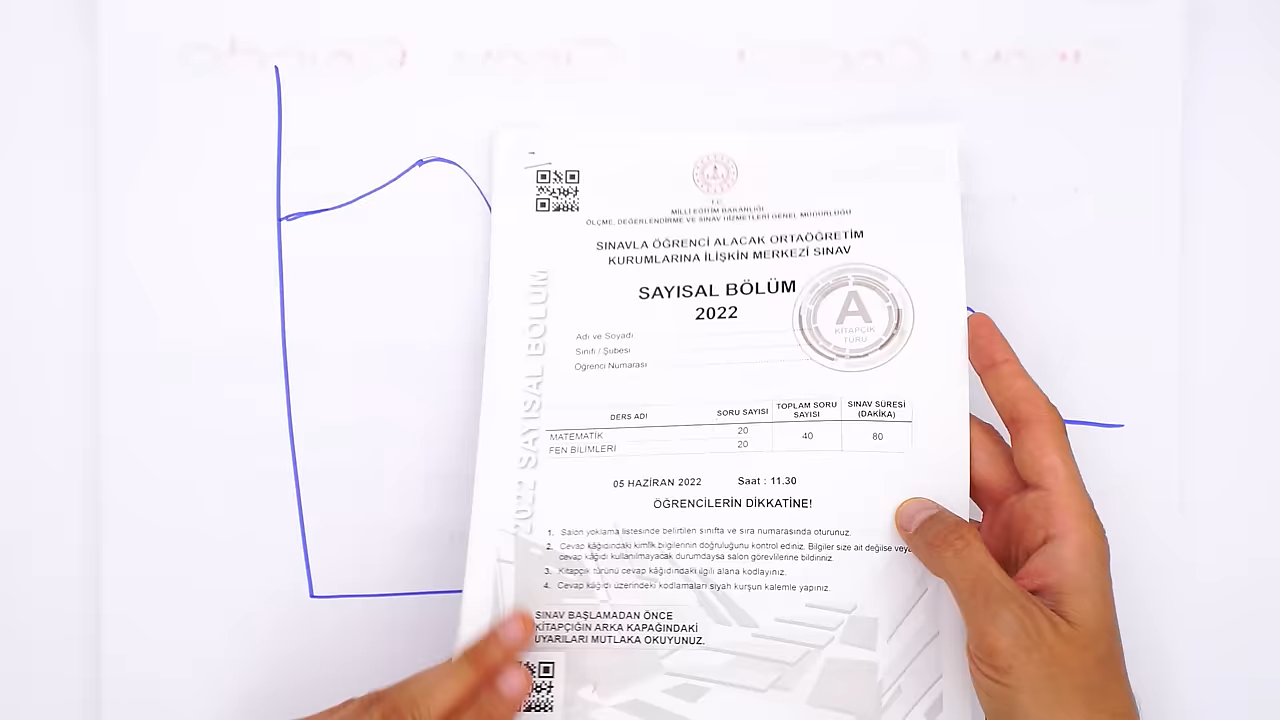 T.C.
MİLLİ EĞİTİM BAKANLIĞI
ÖLÇME, DEĞERLENDİRME VE SINAV HİZMETLERİ GENEL MÜDÜRLÜĞÜ
SINAVLA ÖĞRENCİ ALACAK ORTAÖĞRETİM
KURUMLARINA İLİŞKİN MERKEZİ SINAV
SAYISAL BÖLÜM
2022
A
KİTAPÇIK
TÜRÜ
Adı ve Soyadı
Sınıfı / Şubesi
Öğrenci Numarası
2022 SAYISAL BÖLÜM
DERS ADI SORU SAYISI TOPLAM SORU SAYISI SINAV SÜRESİ (DAKİKA)
MATEMATİK 20 40 80
FEN BİLİMLERİ 20
05 HAZİRAN 2022 Saat : 11.30
ÖĞRENCİLERİN DİKKATİNE!
1. Salon yoklama listesinde belirtilen sınıfta ve sıra numarasında oturunuz.
2. Cevap kâğıdındaki kimlik bilgilerinin doğruluğunu kontrol ediniz. Bilgiler size ait değilse veya
cevap kâğıdı kullanılmayacak durumdaysa salon görevlilerine bildiriniz.
3. Kitapçık türünü cevap kâğıdındaki ilgili alana kodlayınız.
4. Cevap kâğıdı üzerindeki kodlamaları siyah kurşun kalemle yapınız.
SINAV BAŞLAMADAN ÖNCE
KİTAPÇIĞIN ARKA KAPAĞINDAKİ
UYARILARI MUTLAKA OKUYUNUZ.